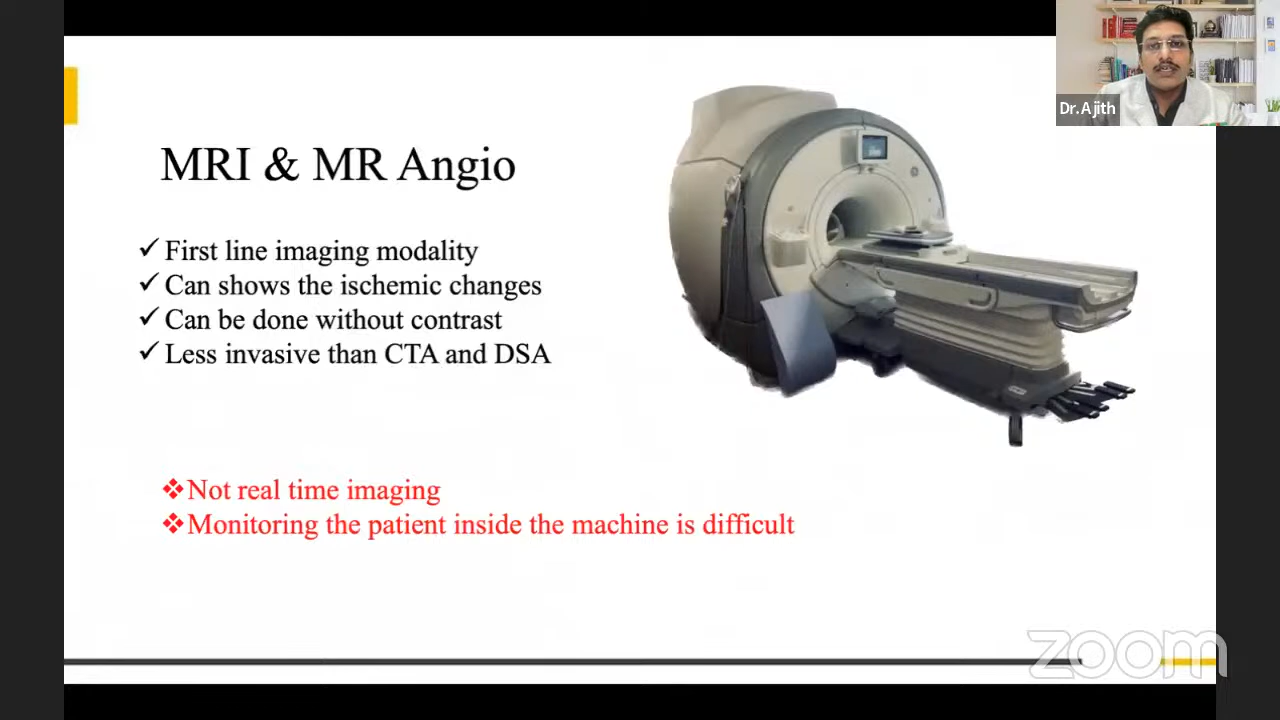 Dr.Ajith
MRI & MR Angio
✓ First line imaging modality
✓ Can shows the ischemic changes
✓ Can be done without contrast
✓ Less invasive than CTA and DSA
❖Not real time imaging
❖Monitoring the patient inside the machine is difficult
zoom